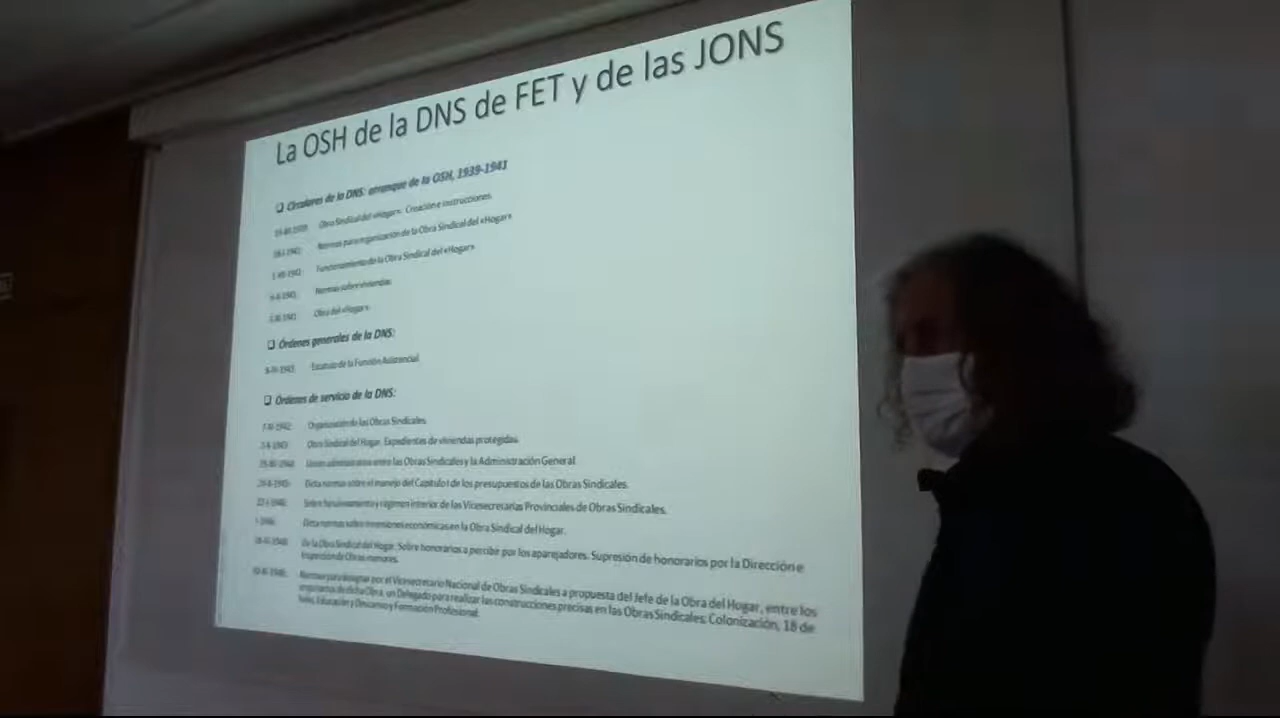 La OSH de la DNS de FET y de las JONS
❑ Circulares de la DNS: arranque de la OSH, 1939-1941
Obra Sindical del «Hogar». Creación e instrucciones.
Normas para organización de la Obra Sindical del «Hogar»
Funcionamiento de la Obra Sindical del «Hogar»
Normas sobre viviendas
Obra del «Hogar»
❑ Órdenes generales de la DNS:
Estatuto de la Función Asistencial.
❑ Órdenes de servicio de la DNS:
Organización de las Obras Sindicales.
Obra Sindical del Hogar. Expedientes de viviendas protegidas.
entre las Obras Sindicales y la Administración General
Dicta normas sobre el manejo del Capítulo I de los presupuestos de las Obras Sindicales.
Sobre funcionamiento y régimen interior de las Vicesecretarías Provinciales de Obras Sindicales.
Dicta normas sobre inversiones económicas en la Obra Sindical del Hogar.
De la Obra Sindical del Hogar. Sobre honorarios a percibir por los aparejadores. Supresión de honorarios por la Dirección e
Inspección de Obras menores.
Normas para designar por el Vicesecretario Nacional de Obras Sindicales a propuesta del Jefe de la Obra del Hogar, entre los
de dicha Obra, un Delegado para realizar las construcciones precisas en las Obras Sindicales: Colonización, 18 de
Julio, Educación y Descanso y Formación Profesional.